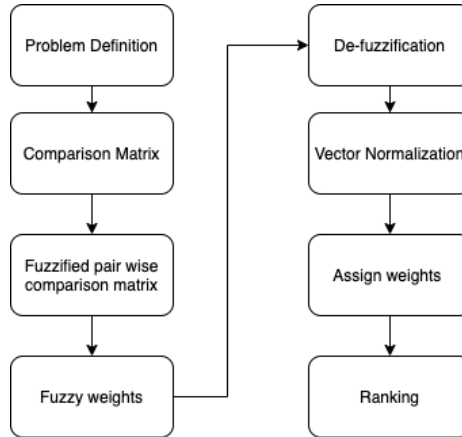 Problem Definition
Comparison Matrix
Fuzzified pair wise
comparison matrix
Fuzzy weights
De-fuzzification
Vector Normalization
Assign weights
Ranking